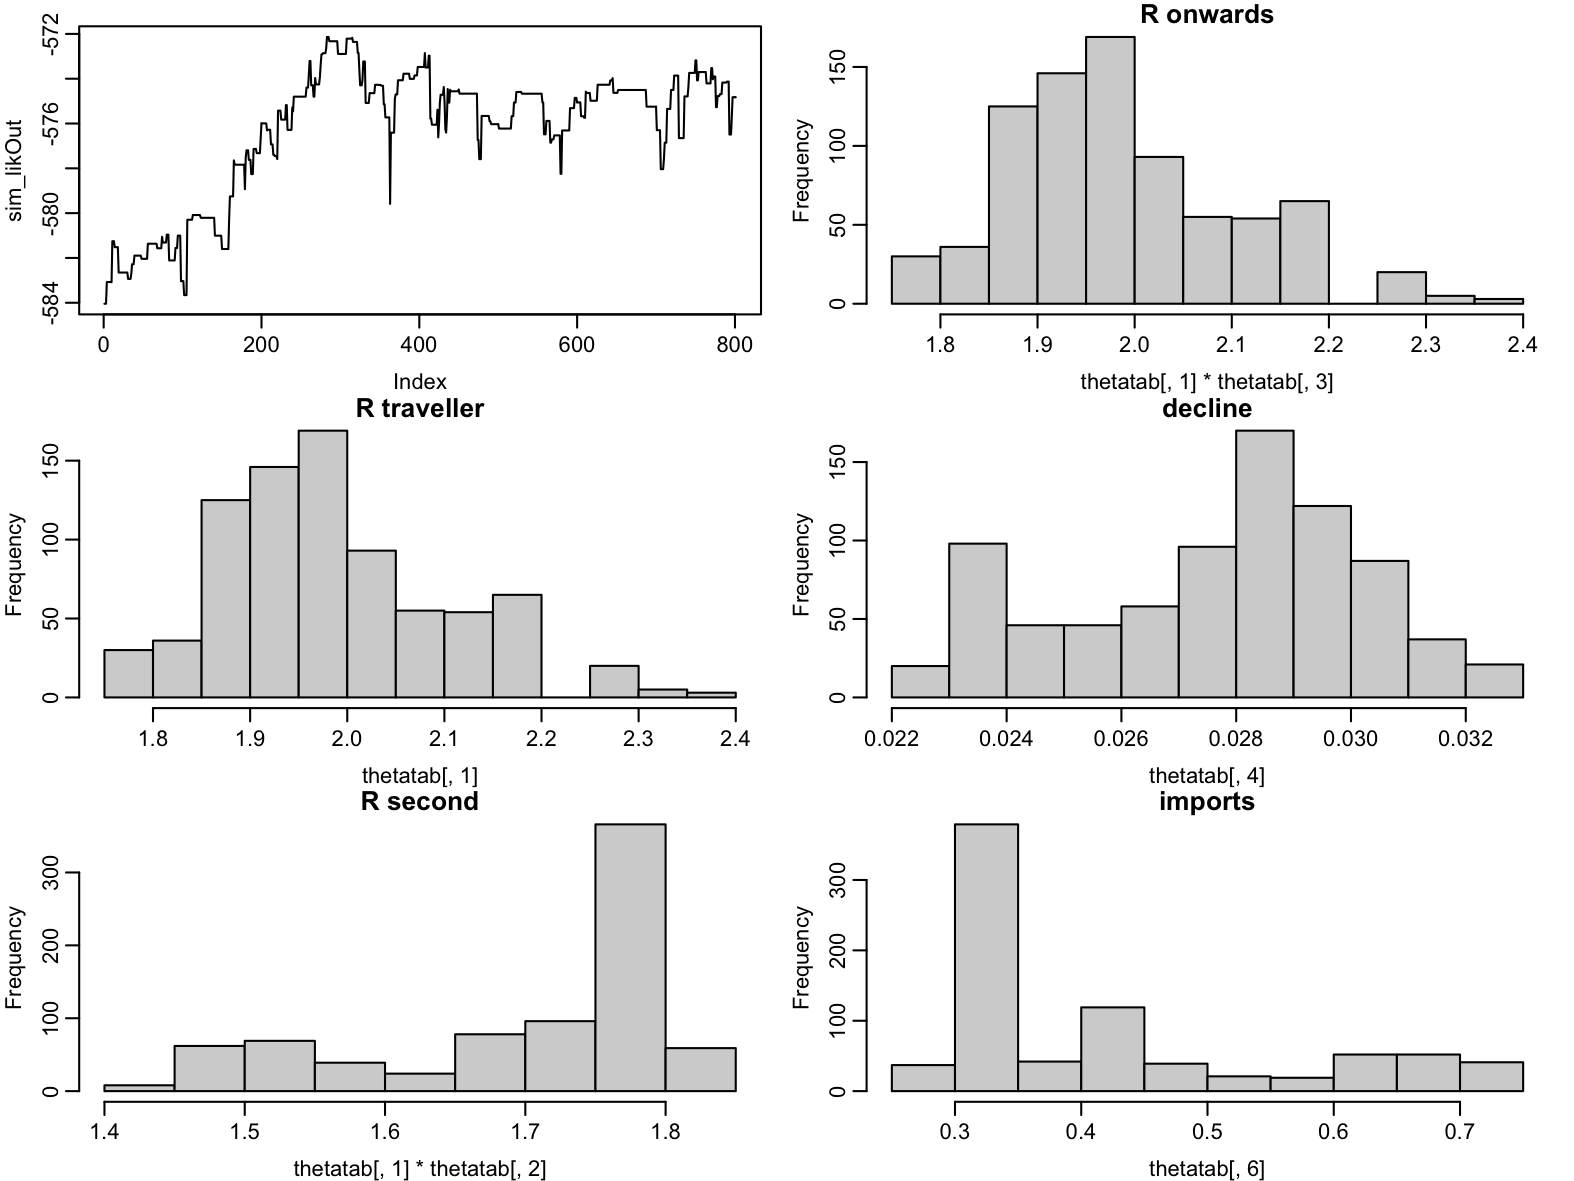 sim_likOut
-584
-580
-576
-572
0 200 400 600 800
Index
R onwards
Frequency
0 50 100 150
1.8 1.9 2.0 2.1 2.2 2.3 2.4
thetatab[, 1] * thetatab[, 3]
R traveller
Frequency
0 50 100 150
1.8 1.9 2.0 2.1 2.2 2.3 2.4
thetatab[, 1]
decline
Frequency
0 50 100 150
0.022 0.024 0.026 0.028 0.030 0.032
thetatab[, 4]
R second
Frequency
0 100 200 300
1.4 1.5 1.6 1.7 1.8
thetatab[, 1] * thetatab[, 2]
imports
Frequency
0 100 200 300
0.3 0.4 0.5 0.6 0.7
thetatab[, 6]